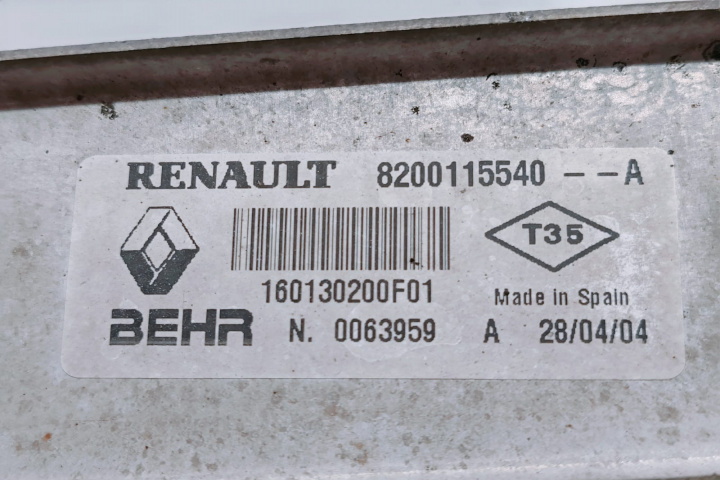 RENAULT 8200115540 - - A
T35
160130200F01 Made in Spain
BEHR N. 0063959 A 28/04/04